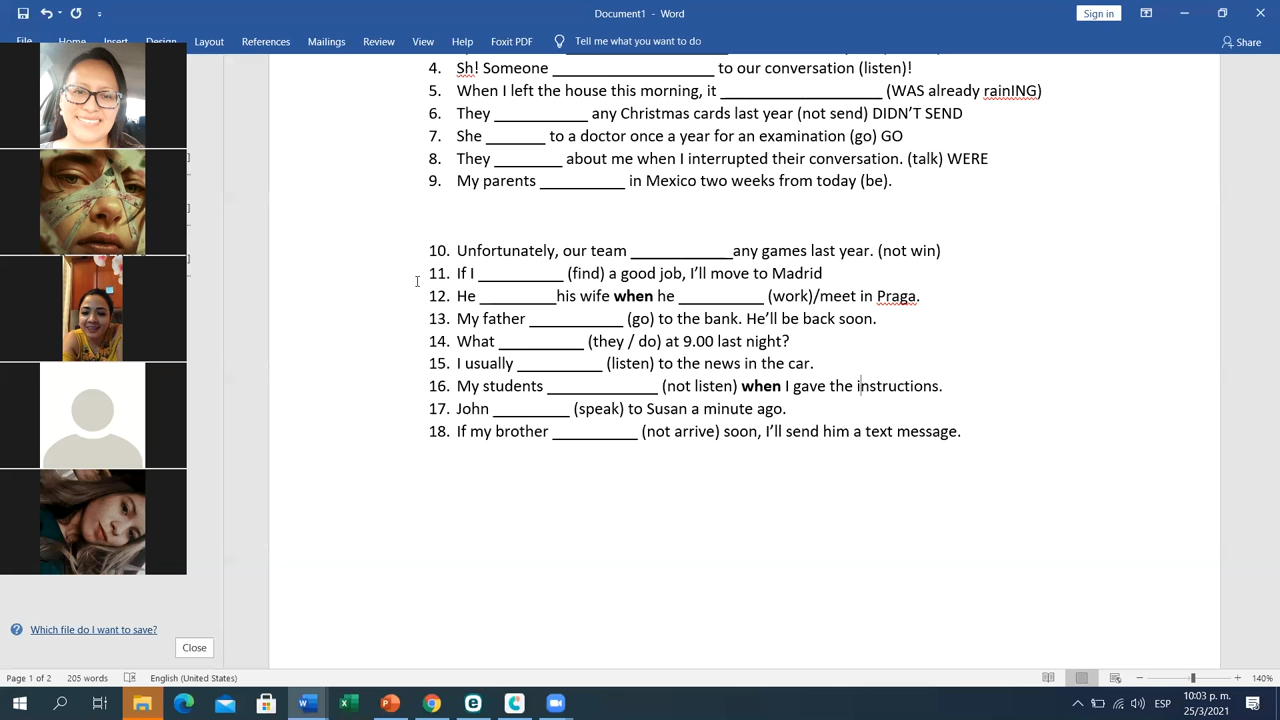 Document1 - Word
Sign in
Layout References Mailings Review View Help Foxit PDF Tell me what you want to do Share
4. Sh! Someone ___________________ to our conversation (listen)!
5. When I left the house this morning, it ___________________ (WAS already rainING)
6. They ___________ any Christmas cards last year (not send) DIDN'T SEND
7. She _______ to a doctor once a year for an examination (go) GO
8. They ________ about me when I interrupted their conversation. (talk) WERE
9. My parents __________ in Mexico two weeks from today (be).
10. Unfortunately, our team ____________any games last year. (not win)
11. If I __________ (find) a good job, I'll move to Madrid
12. He _________his wife when he __________ (work)/meet in Praga.
13. My father ___________ (go) to the bank. He'll be back soon.
14. What __________ (they / do) at 9.00 last night?
15. I usually __________ (listen) to the news in the car.
16. My students _____________ (not listen) when I gave the instructions.
17. John _________ (speak) to Susan a minute ago.
18. If my brother __________ (not arrive) soon, I'll send him a text message.
Which file do I want to save?
Close
Page 1 of 2 205 words English (United States) 140%
ESP 10:03 p. m.
25/3/2021